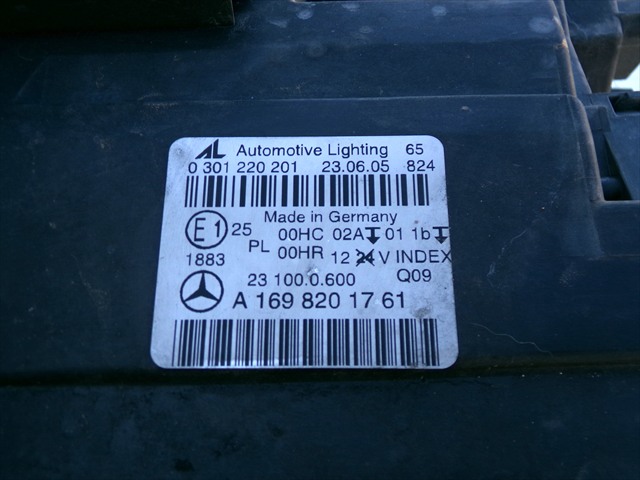 AL Automotive Lighting 65
0 301 220 201 23.06.05 824
Made in Germany
E1 25 00HC 02A 01 1b
PL 00HR 12 24 V INDEX
1883 Q09
23 100.0.600
A 169 820 17 61